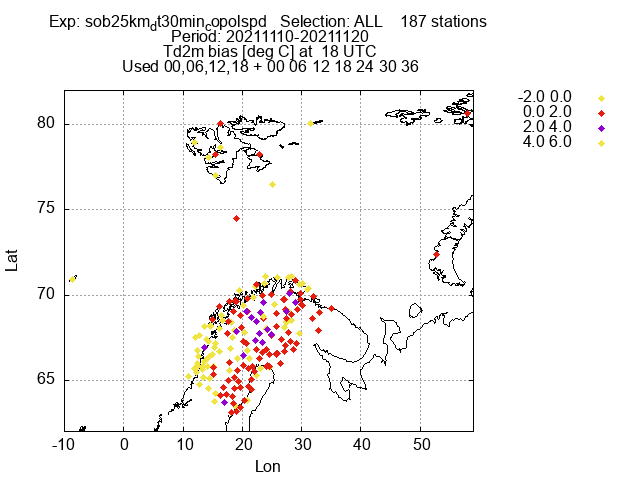 Exp: sob25km_dt30min_copolspd Selection: ALL 187 stations
Period: 20211110-20211120
Td2m bias [deg C] at 18 UTC
Used 00,06,12,18 + 00 06 12 18 24 30 36
-2.0 0.0
0.0 2.0
2.0 4.0
4.0 6.0
80
75
70
65
Lat
-10 0 10 20 30 40 50
Lon